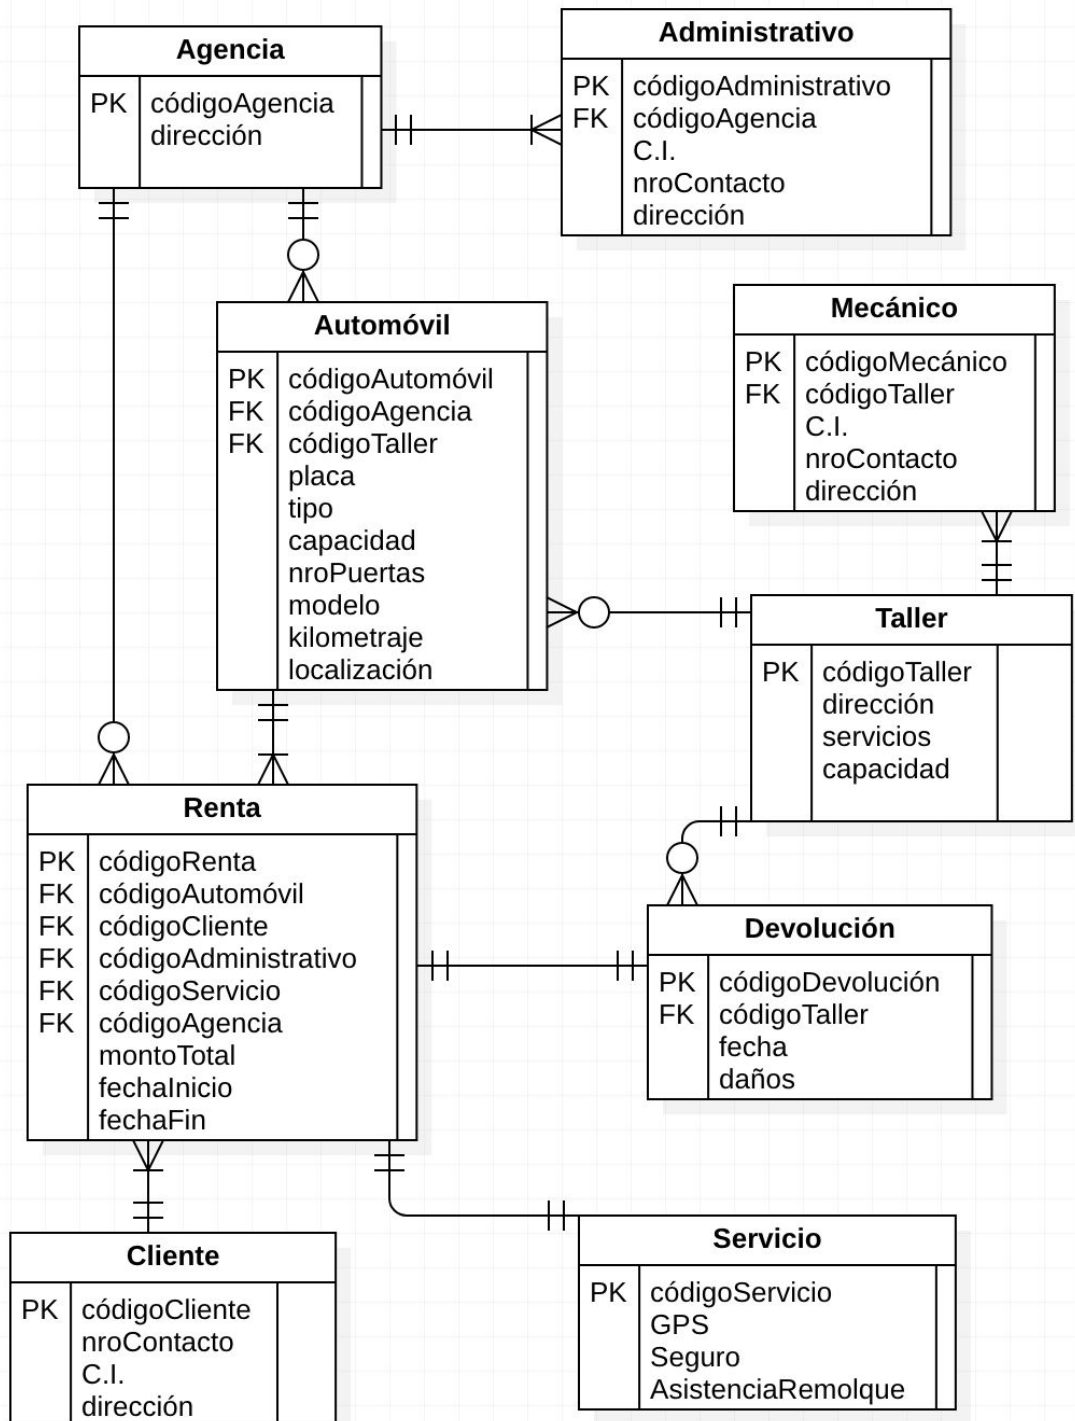 Agencia
PK códigoAgencia
dirección
Administrativo
PK códigoAdministrativo
FK códigoAgencia
C.I.
nroContacto
dirección
Automóvil
PK códigoAutomóvil
FK códigoAgencia
FK códigoTaller
placa
tipo
capacidad
nroPuertas
modelo
kilometraje
localización
Mecánico
PK códigoMecánico
FK códigoTaller
C.I.
nroContacto
dirección
Taller
PK códigoTaller
dirección
servicios
capacidad
Renta
PK códigoRenta
FK códigoAutomóvil
FK códigoCliente
FK códigoAdministrativo
FK códigoServicio
FK códigoAgencia
montoTotal
fechaInicio
fechaFin
Devolución
PK códigoDevolución
FK códigoTaller
fecha
daños
Cliente
PK códigoCliente
nroContacto
C.I.
dirección
Servicio
PK códigoServicio
GPS
Seguro
AsistenciaRemolque